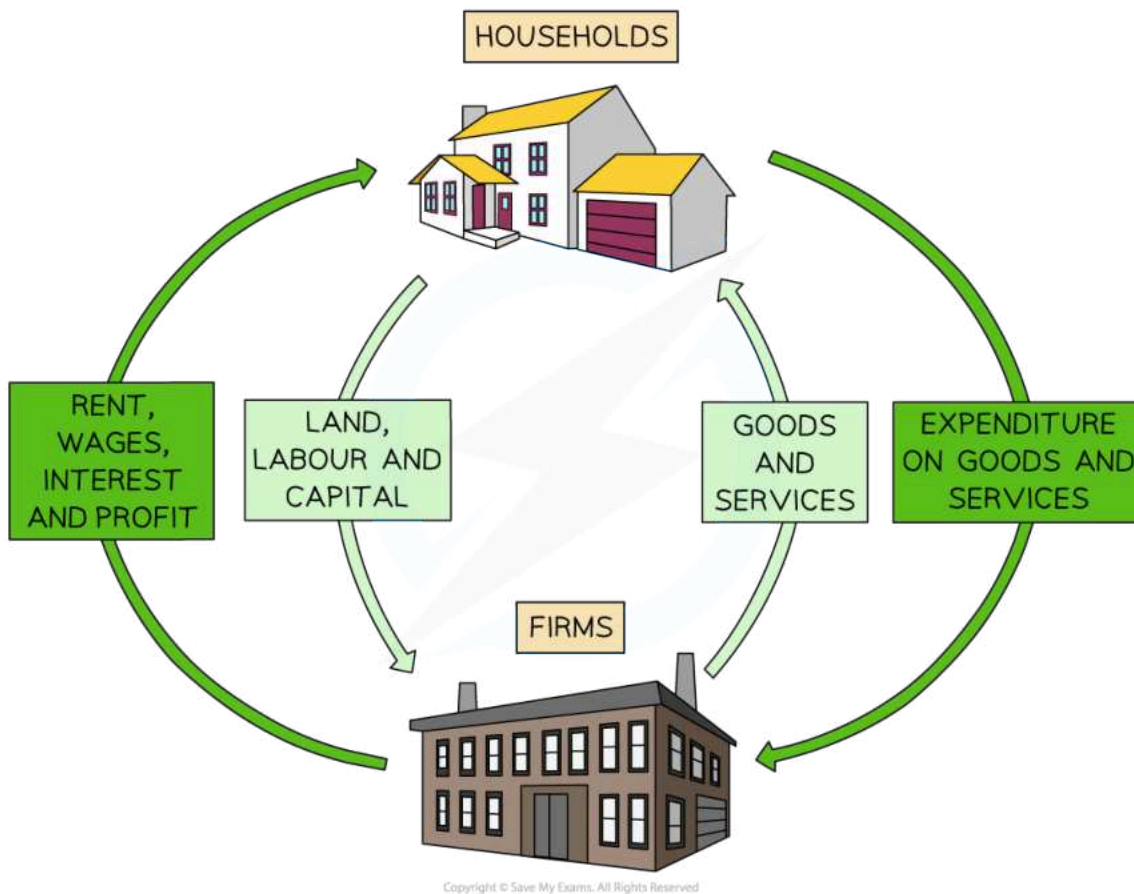 HOUSEHOLDS
RENT,
WAGES,
INTEREST
AND PROFIT
LAND,
LABOUR AND
CAPITAL
GOODS
AND
SERVICES
EXPENDITURE
ON GOODS AND
SERVICES
FIRMS
Copyright © Save My Exams. All Rights Reserved